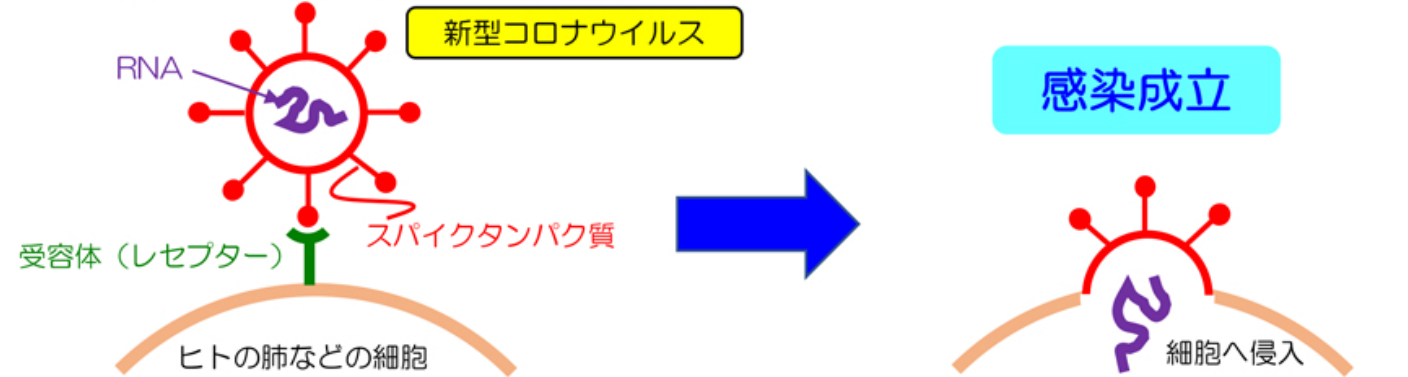 新型コロナウイルス
RNA
スパイクタンパク質
受容体（レセプター）
ヒトの肺などの細胞
感染成立
細胞へ侵入